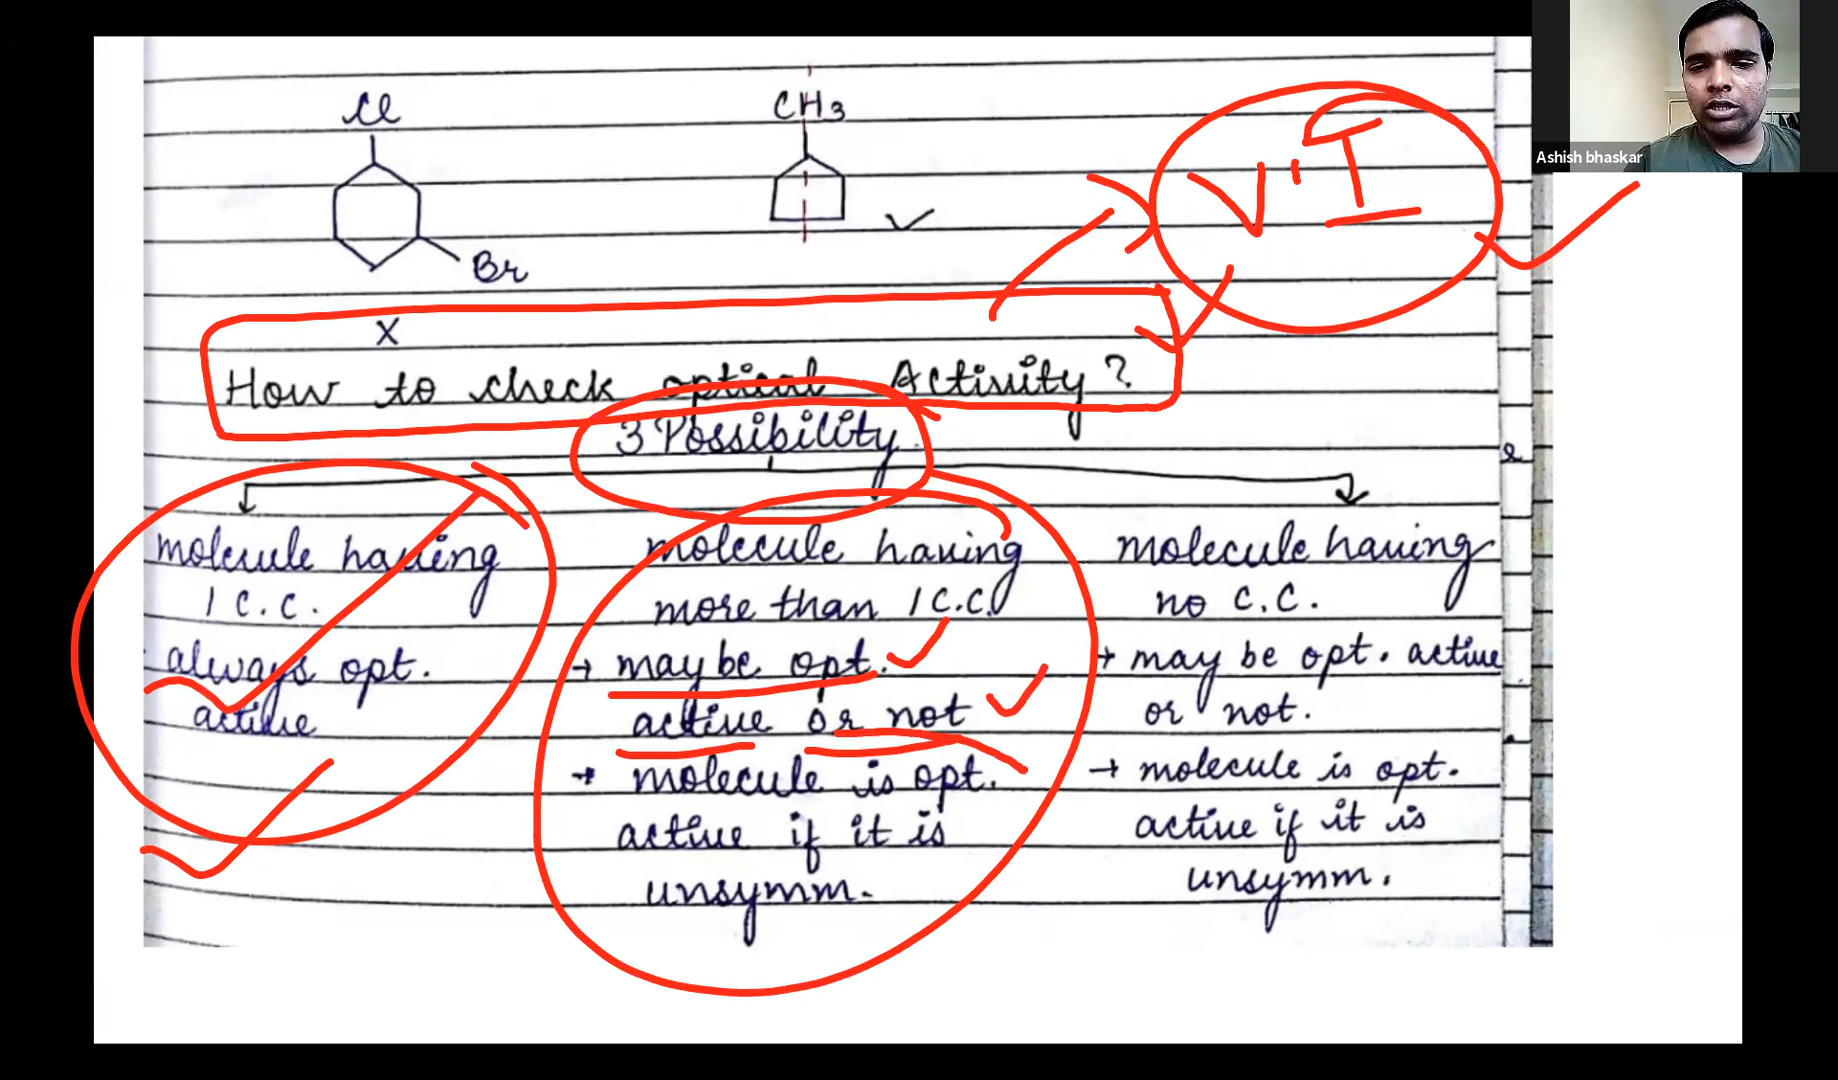 Cl
CH3
Br
V.I
Ashish bhaskar
X
How to check optical Activity?
3 Possibility
molecule having
1 C.C.
always opt.
active
molecule having
more than 1 C.C.
→ may be opt.
active or not
→ molecule is opt.
active if it is
unsymm.
molecule having
no C.C.
→ may be opt. active
or not.
→ molecule is opt.
active if it is
unsymm.